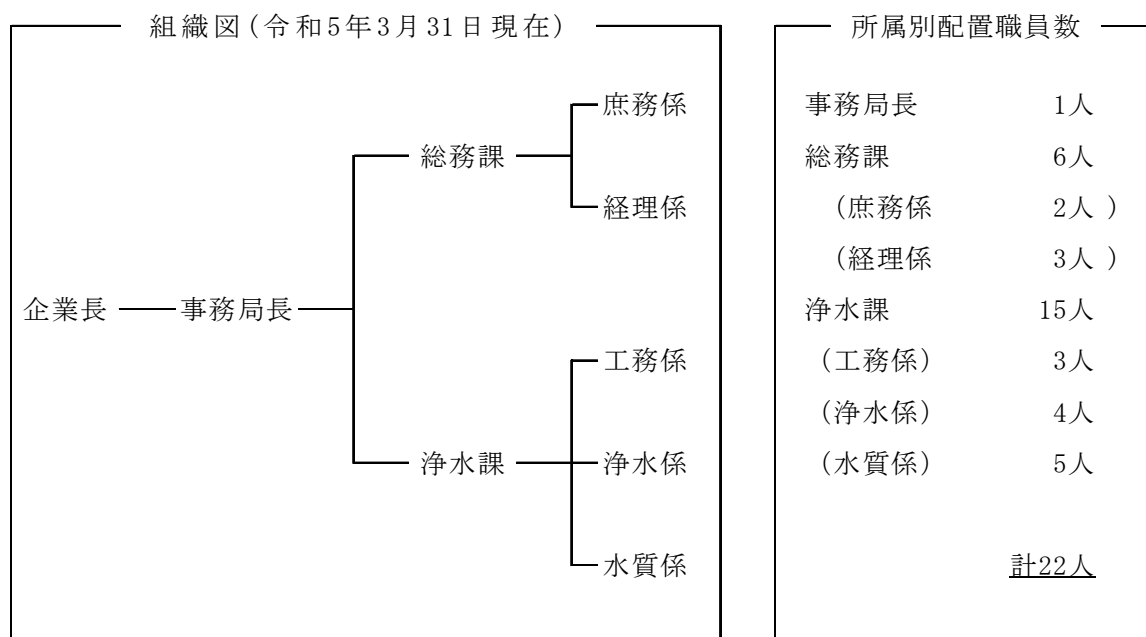 組織図(令和5年3月31日現在)
庶務係
総務課
経理係
企業長
事務局長
工務係
浄水課
浄水係
水質係
所属別配置職員数
事務局長 1人
総務課 6人
(庶務係 2人 )
(経理係 3人 )
浄水課 15人
(工務係) 3人
(浄水係) 4人
(水質係) 5人
計22人